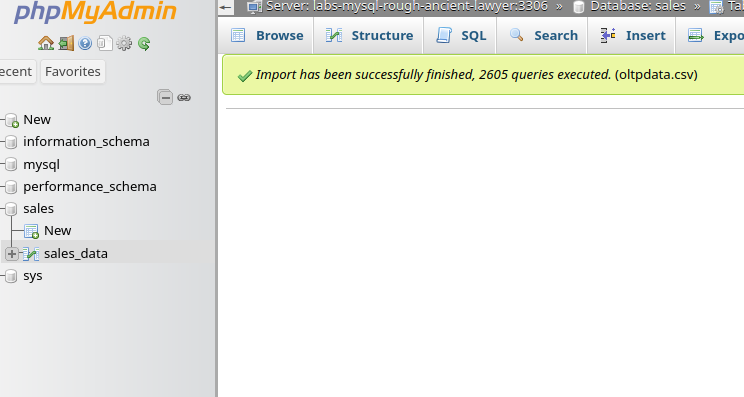 phpMyAdmin
Server: labs-mysql-rough-ancient-lawyer:3306 » Database: sales »
Browse Structure SQL Search Insert Expo
ecent Favorites
Import has been successfully finished, 2605 queries executed. (oltpdata.csv)
New
information_schema
mysql
performance_schema
sales
New
sales_data
sys